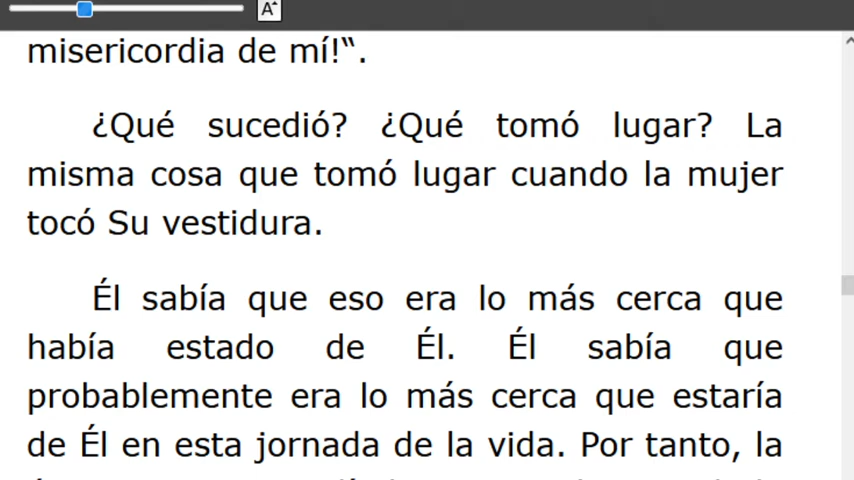 A
misericordia de mí!“.
¿Qué sucedió? ¿Qué tomó lugar? La
misma cosa que tomó lugar cuando la mujer
tocó Su vestidura.
Él sabía que eso era lo más cerca que
había estado de Él. Él sabía que
probablemente era lo más cerca que estaría
de Él en esta jornada de la vida. Por tanto, la